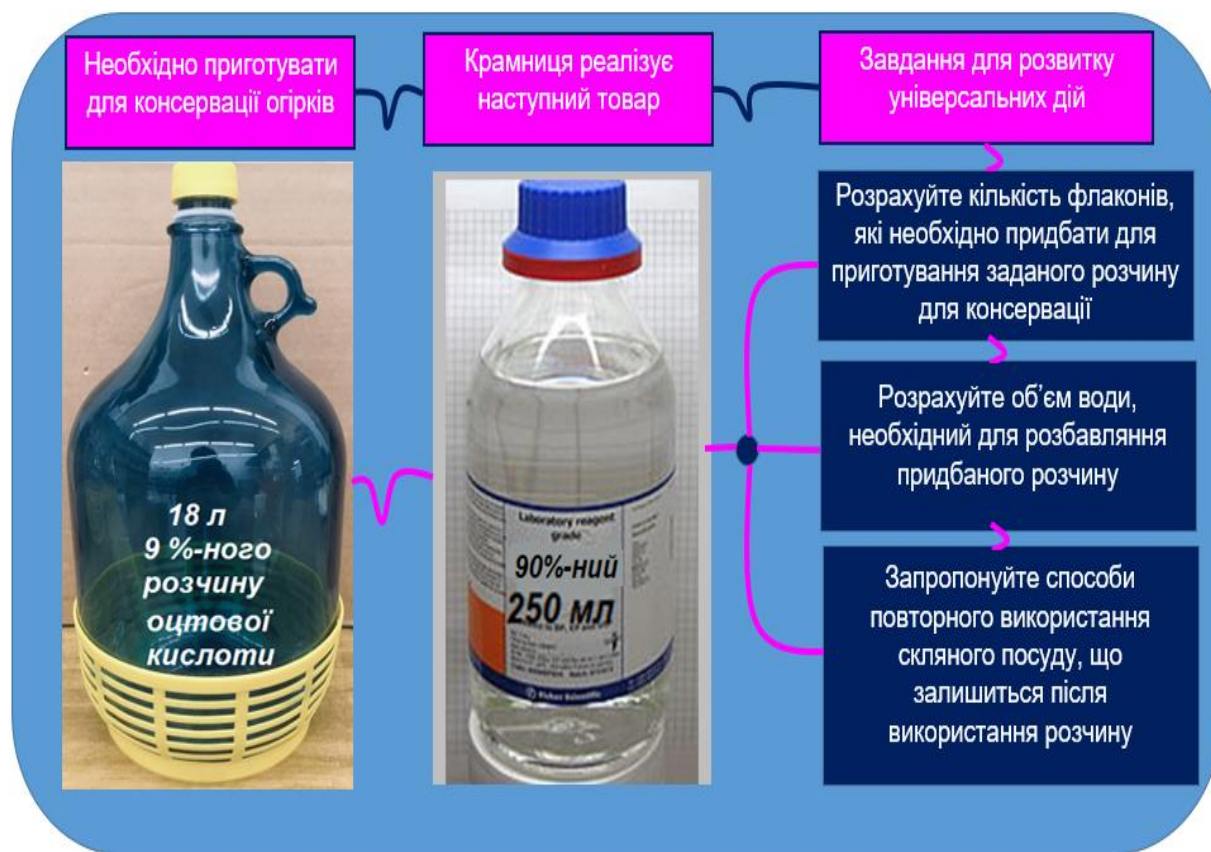 Необхідно приготувати
для консервації огірків
Крамниця реалізує
наступний товар
Завдання для розвитку
універсальних дій
18 л
9 %-ного
розчину
оцтової
кислоти
Laboratory reagent
grade
90%-ний
250 мл
Fisher Scientific
Розрахуйте кількість флаконів,
які необхідно придбати для
приготування заданого розчину
для консервації
Розрахуйте об’єм води,
необхідний для розбавляння
придбаного розчину
Запропонуйте способи
повторного використання
скляного посуду, що
залишиться після
використання розчину